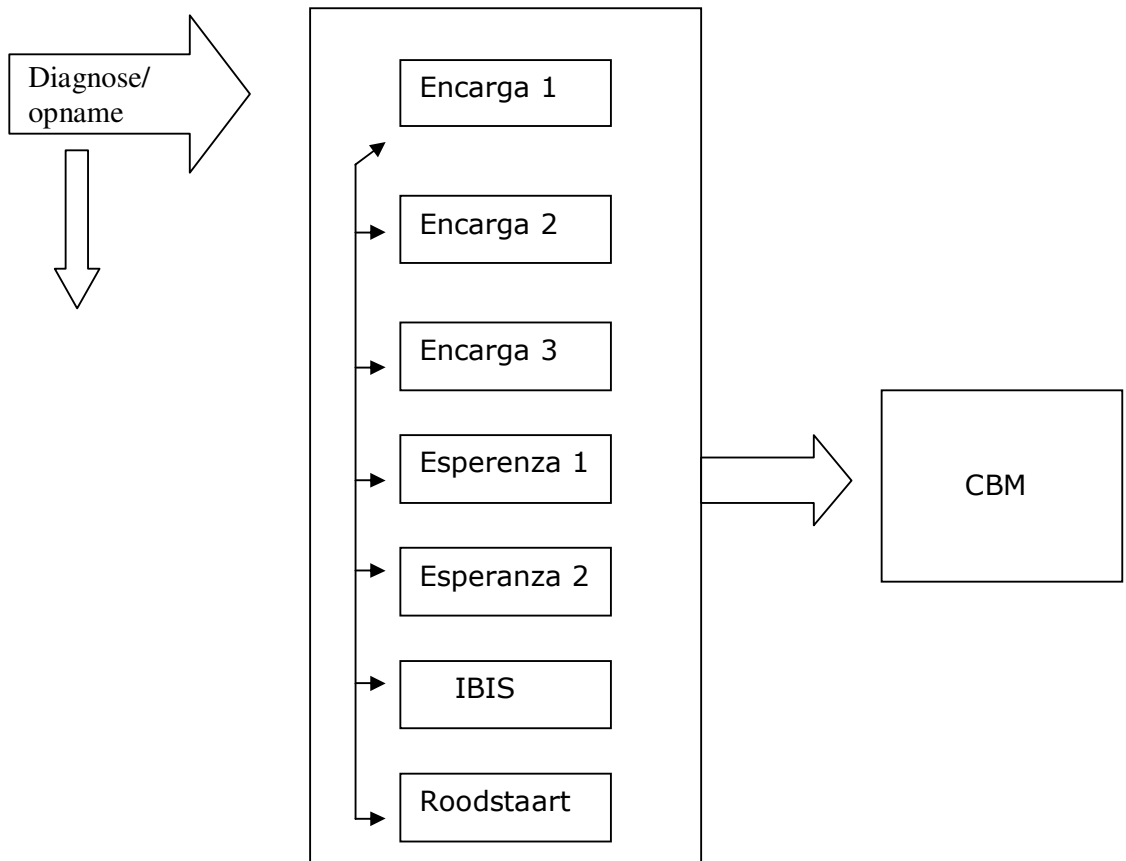 Diagnose/
opname
Encarga 1
Encarga 2
Encarga 3
Esperenza 1
Esperanza 2
IBIS
Roodstaart
CBM